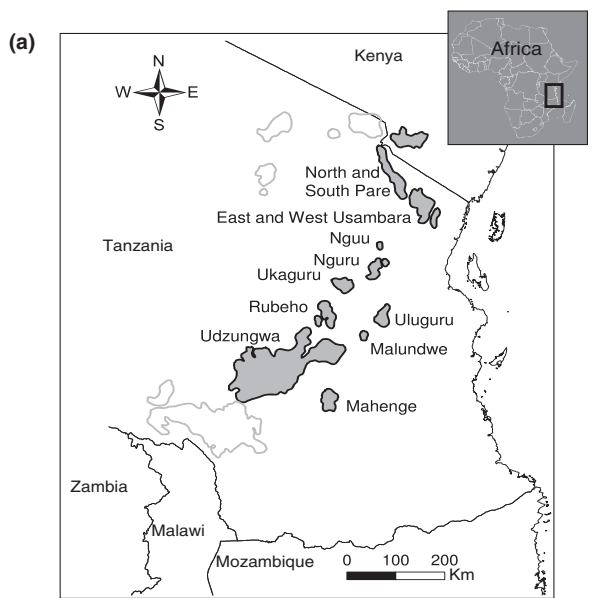 (a)
Africa
Kenya
N
W E
S
North and
South Pare
East and West Usambara
Nguu
Tanzania
Nguru
Ukaguru
Rubeho
Uluguru
Udzungwa
Malundwe
Mahenge
Zambia
Malawi
Mozambique
0 100 200
Km